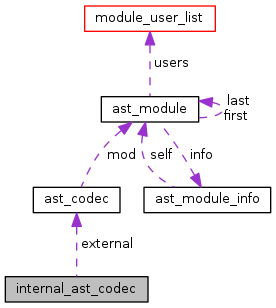 module_user_list
users
ast_module
last
first
mod
self
info
ast_codec
ast_module_info
external
internal_ast_codec